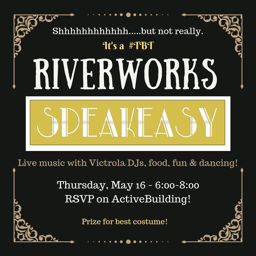 Shhhhhhhhhhhh.....but not really.
It's a #TBT
RIVERWORKS
SPEAKEASY
Live music with Victrola DJs, food, fun & dancing!
Thursday, May 16 - 6:00-8:00
RSVP on ActiveBuilding!
Prize for best costume!